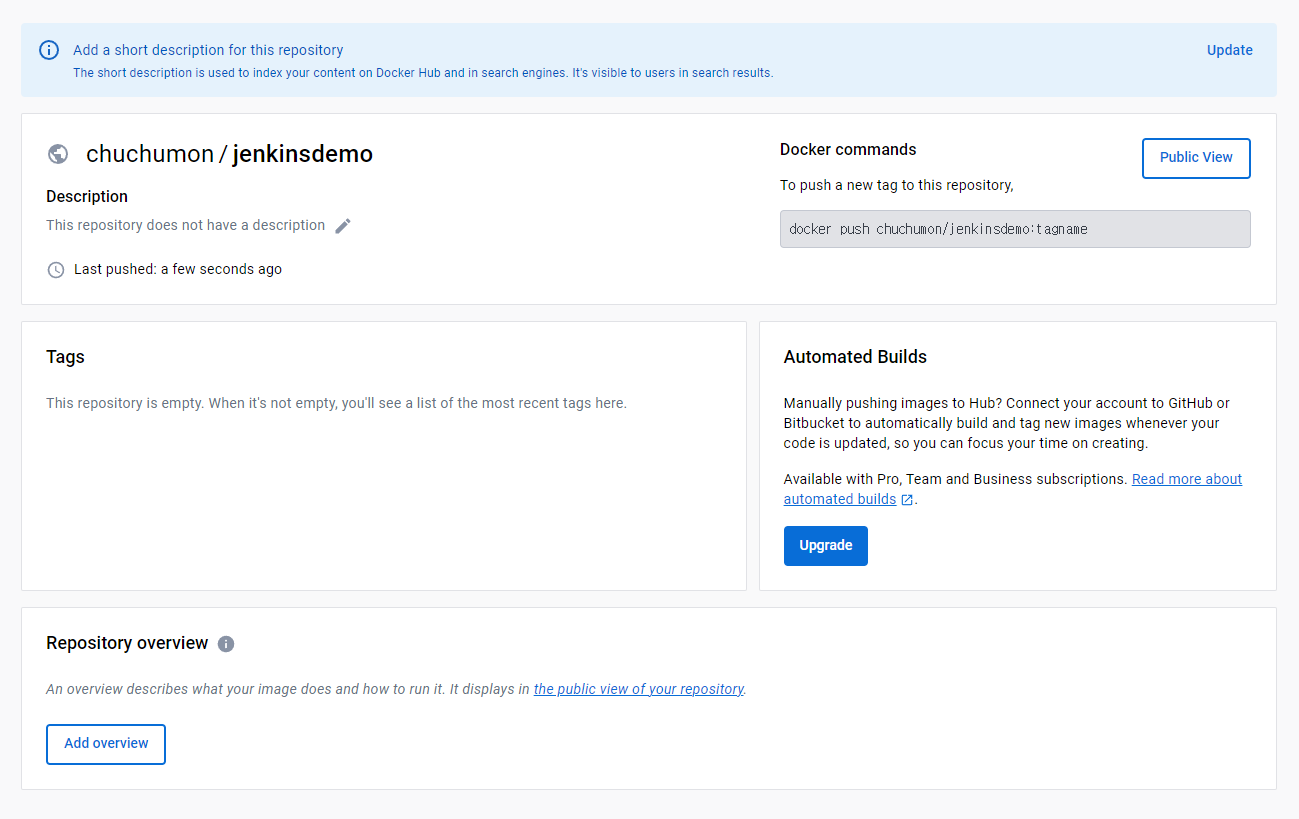 Add a short description for this repository
Update
The short description is used to index your content on Docker Hub and in search engines. It's visible to users in search results.
chuchumon / jenkinsdemo
Description
This repository does not have a description
Last pushed: a few seconds ago
Docker commands
Public View
To push a new tag to this repository,
docker push chuchumon/jenkinsdemo:tagname
Tags
This repository is empty. When it's not empty, you'll see a list of the most recent tags here.
Automated Builds
Manually pushing images to Hub? Connect your account to GitHub or
Bitbucket to automatically build and tag new images whenever your
code is updated, so you can focus your time on creating.
Available with Pro, Team and Business subscriptions. Read more about
automated builds .
Upgrade
Repository overview
An overview describes what your image does and how to run it. It displays in the public view of your repository.
Add overview